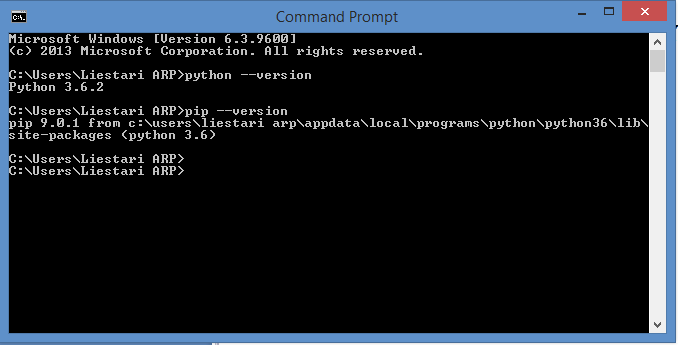 Command Prompt
Microsoft Windows [Version 6.3.9600]
(c) 2013 Microsoft Corporation. All rights reserved.
C:\Users\Liestari ARP>python --version
Python 3.6.2
C:\Users\Liestari ARP>pip --version
pip 9.0.1 from c:\users\liestari arp\appdata\local\programs\python\python36\lib\
site-packages (python 3.6)
C:\Users\Liestari ARP>
C:\Users\Liestari ARP>